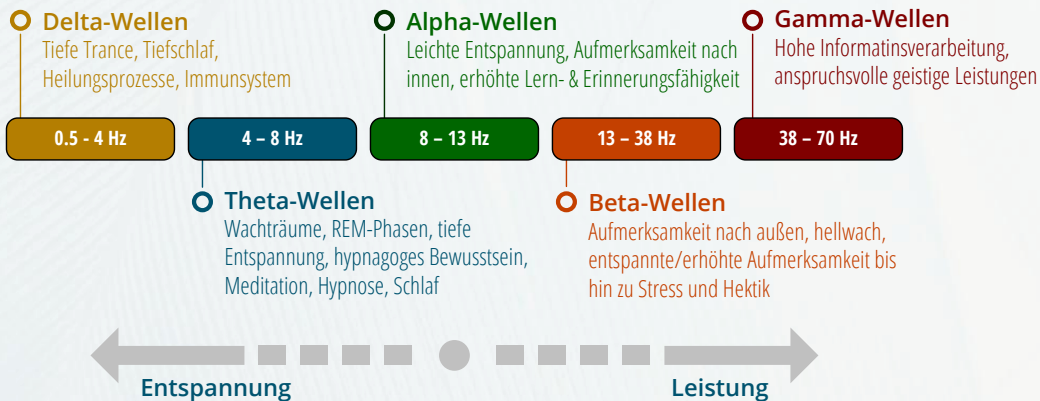 Delta-Wellen
Tiefe Trance, Tiefschlaf,
Heilungsprozesse, Immunsystem
Alpha-Wellen
Leichte Entspannung, Aufmerksamkeit nach
innen, erhöhte Lern- & Erinnerungsfähigkeit
Gamma-Wellen
Hohe Informatinsverarbeitung,
anspruchsvolle geistige Leistungen
0.5 - 4 Hz
4 – 8 Hz
8 – 13 Hz
13 – 38 Hz
38 – 70 Hz
Theta-Wellen
Wachträume, REM-Phasen, tiefe
Entspannung, hypnagoges Bewusstsein,
Meditation, Hypnose, Schlaf
Beta-Wellen
Aufmerksamkeit nach außen, hellwach,
entspannte/erhöhte Aufmerksamkeit bis
hin zu Stress und Hektik
Entspannung
Leistung